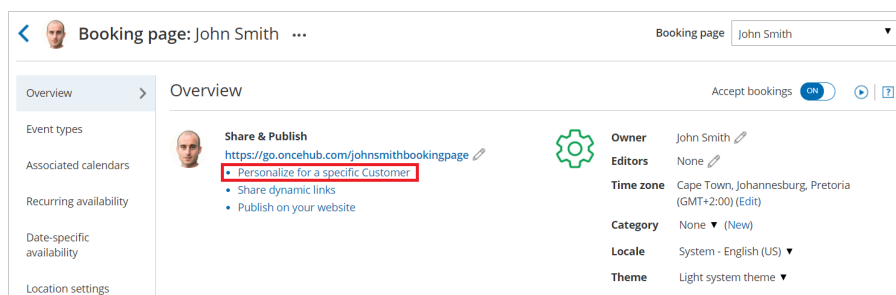 Booking page: John Smith ...
Booking page John Smith
Overview
Event types
Associated calendars
Recurring availability
Date-specific
availability
Location settings
Overview
Accept bookings ON
?
Share & Publish
https://go.oncehub.com/johnsmithbookingpage
• Personalize for a specific Customer
• Share dynamic links
• Publish on your website
Owner John Smith
Editors None
Time zone Cape Town, Johannesburg, Pretoria
(GMT+2:00) (Edit)
Category None (New)
Locale System - English (US)
Theme Light system theme